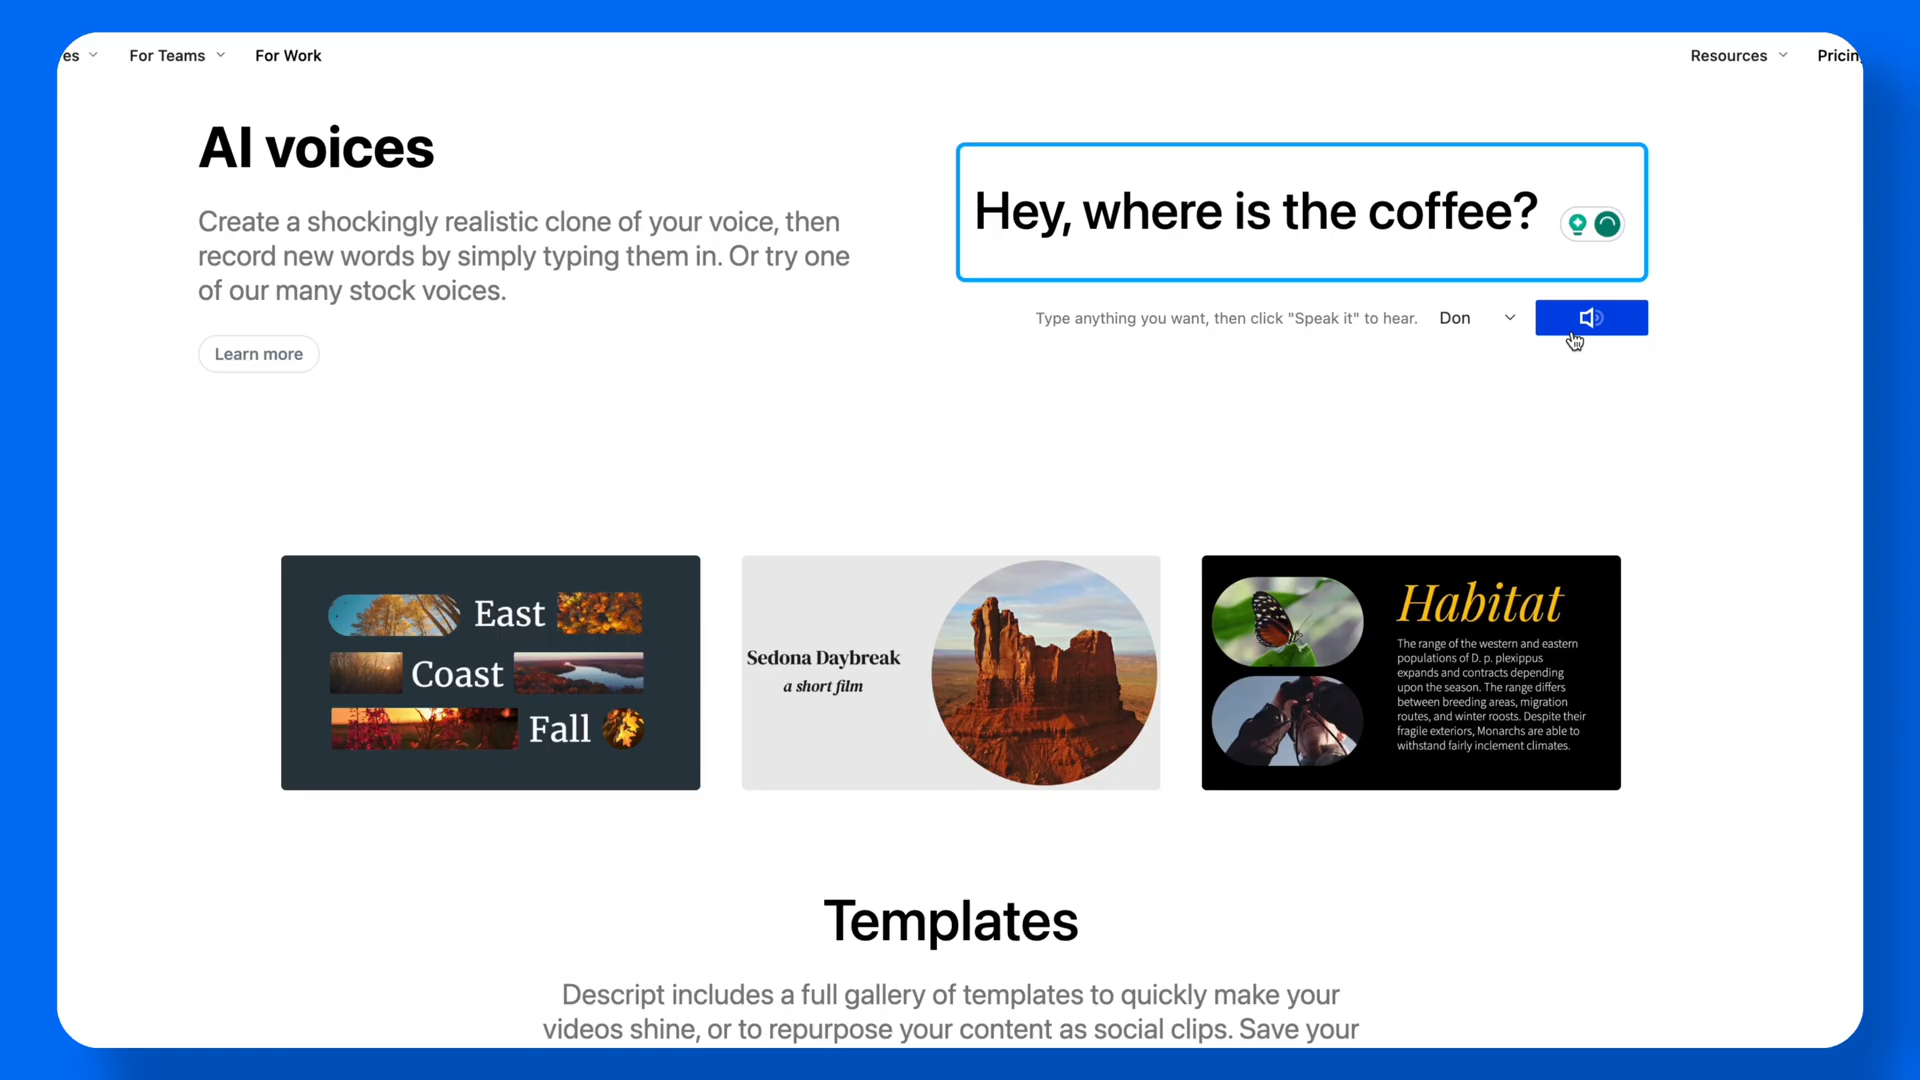 es
For Teams
For Work
Resources
Pricin
AI voices
Create a shockingly realistic clone of your voice, then
record new words by simply typing them in. Or try one
of our many stock voices.
Learn more
Hey, where is the coffee?
Type anything you want, then click "Speak it" to hear.
Don
East
Coast
Fall
Sedona Daybreak
a short film
Habitat
The range of the western and eastern
populations of D. p. plexippus
expands and contracts depending
upon the season. The range differs
between breeding areas, migration
routes, and winter roosts. Despite their
fragile exteriors, Monarchs are able to
withstand fairly inclement climates.
Templates
Descript includes a full gallery of templates to quickly make your
videos shine, or to repurpose your content as social clips. Save your